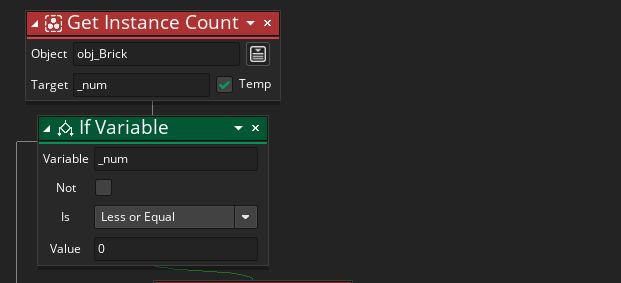 Get Instance Count
Object obj_Brick
Target _num Temp
If Variable
Variable _num
Not
Is Less or Equal
Value 0